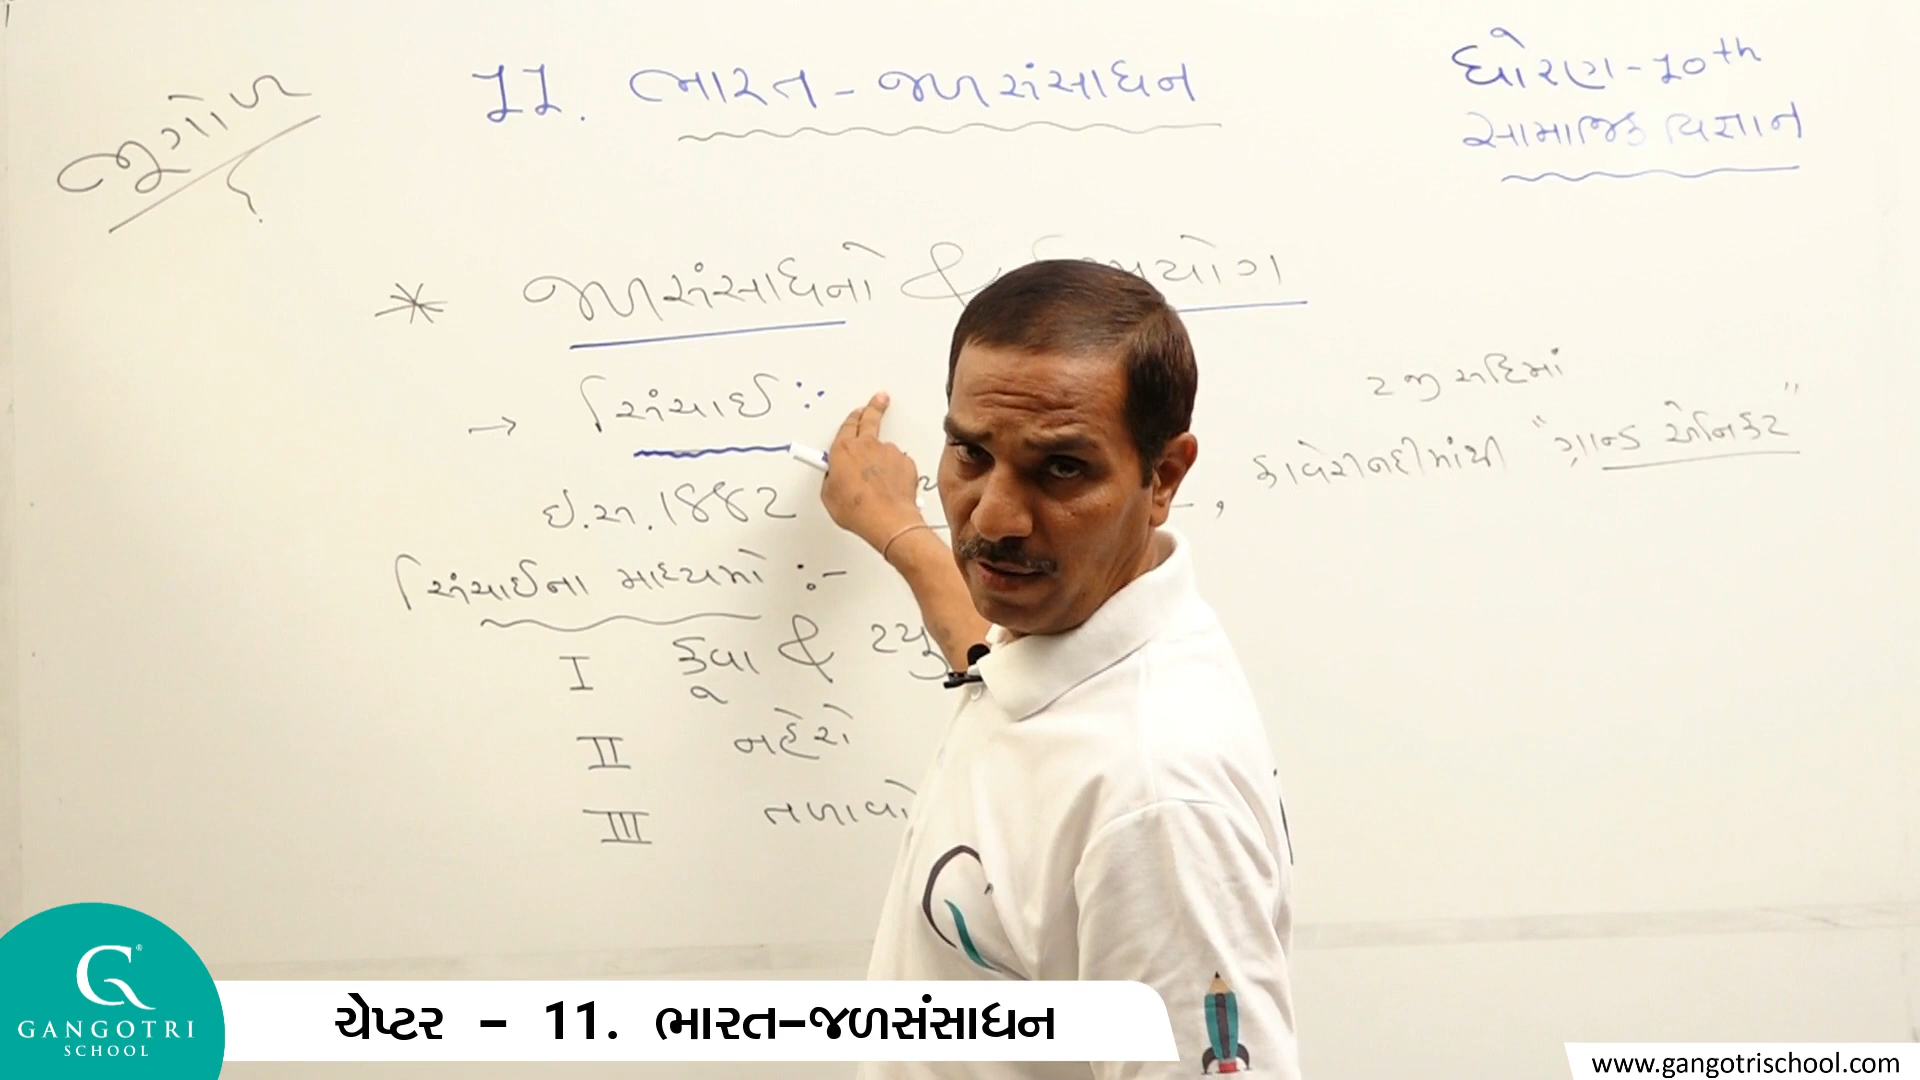 ભૂગોળ
11. ભારત - જળસંસાધન
ધોરણ - 10th
સામાજિક વિજ્ઞાન
* જળસંસાધનો &
→ સિંચાઈ :-
2જી સદિમાં
, કાવેરી નદીમાંથી "ગ્રાન્ડ એનિકટ"
ઇ.સ. 1882
સિંચાઈના માધ્યમો :-
I કૂવા & ટયુ
II નહેરો
III તળાવો
GANGOTRI
SCHOOL
ચેપ્ટર - 11. ભારત-જળસંસાધન
www.gangotrischool.com